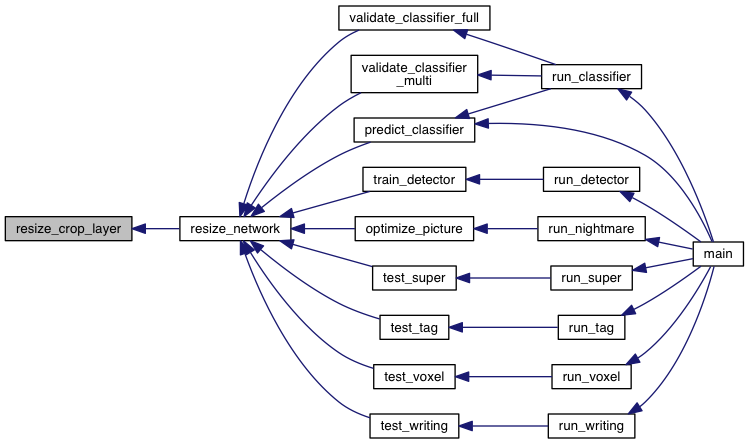 validate_classifier_full
validate_classifier
_multi
run_classifier
predict_classifier
train_detector
run_detector
resize_crop_layer
resize_network
optimize_picture
run_nightmare
main
test_super
run_super
test_tag
run_tag
test_voxel
run_voxel
test_writing
run_writing